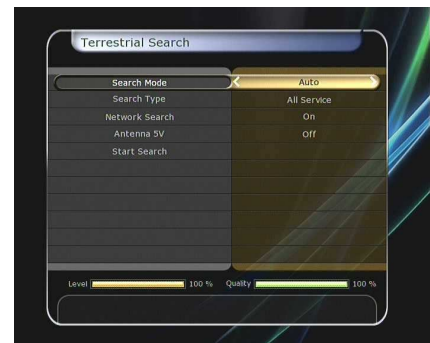 Terrestrial Search
Search Mode Auto
Search Type All Service
Network Search On
Antenna 5V Off
Start Search
Level 100 % Quality 100 %